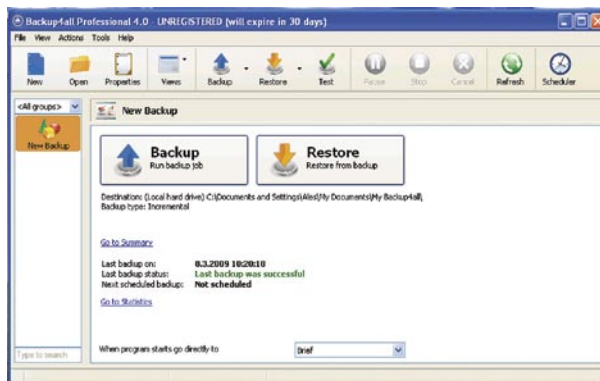 Backup4all Professional 4.0 - UNREGISTERED (will expire in 30 days)
File View Actions Tools Help
New Open Properties Views Backup Restore Test Pause Stop Cancel Refresh Scheduler
<All groups>
New Backup
New Backup
Backup
Run backup job
Restore
Restore from backup
Destination: (Local hard drive) C:\Documents and Settings\Ales\My Documents\My Backup4all\
Backup type: Incremental
Go to Summary
Last backup on: 8.3.2009 10:20:10
Last backup status: Last backup was successful
Next scheduled backup: Not scheduled
Go to Statistics
When program starts go directly to Brief
Type to search